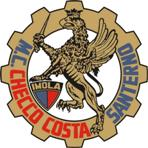 M.C. CHECCO COSTA SANTERNO
IMOLA